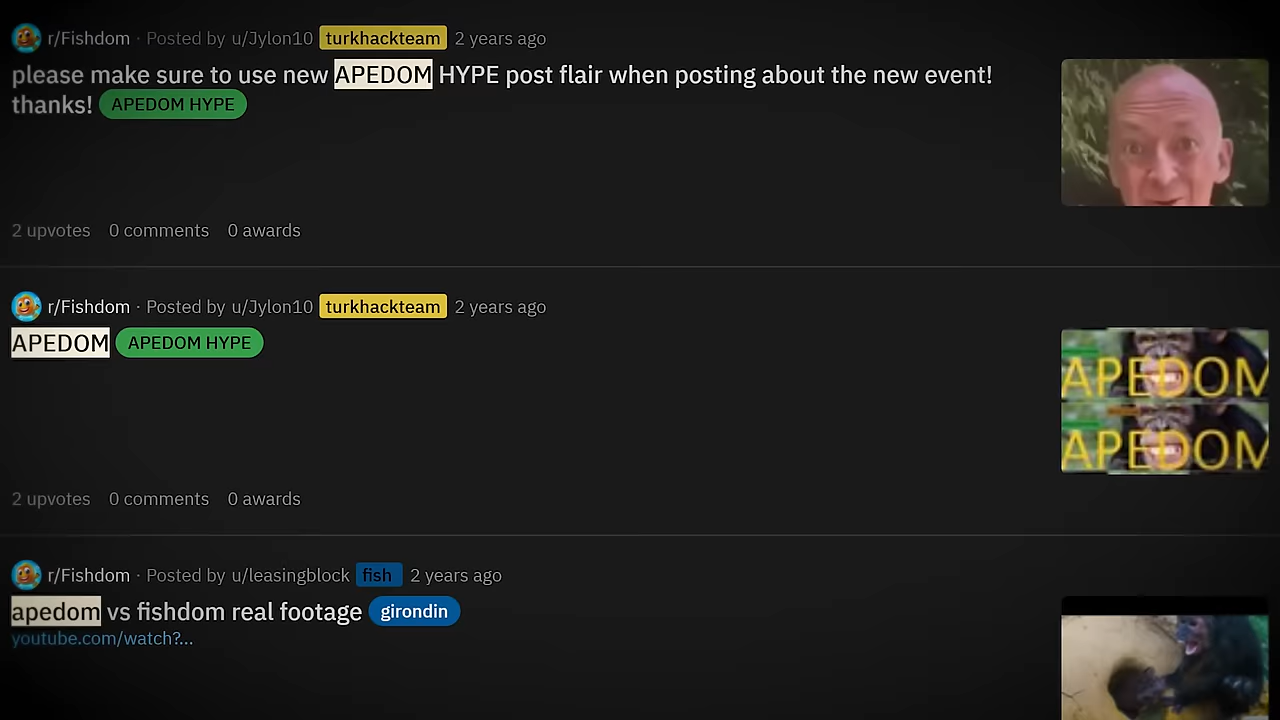 r/Fishdom · Posted by u/Jylon10 turkhackteam 2 years ago
please make sure to use new APEDOM HYPE post flair when posting about the new event!
thanks! APEDOM HYPE
2 upvotes 0 comments 0 awards
r/Fishdom · Posted by u/Jylon10 turkhackteam 2 years ago
APEDOM APEDOM HYPE
APEDOM
APEDOM
2 upvotes 0 comments 0 awards
r/Fishdom · Posted by u/leasingblock fish 2 years ago
apedom vs fishdom real footage girondin
youtube.com/watch?...